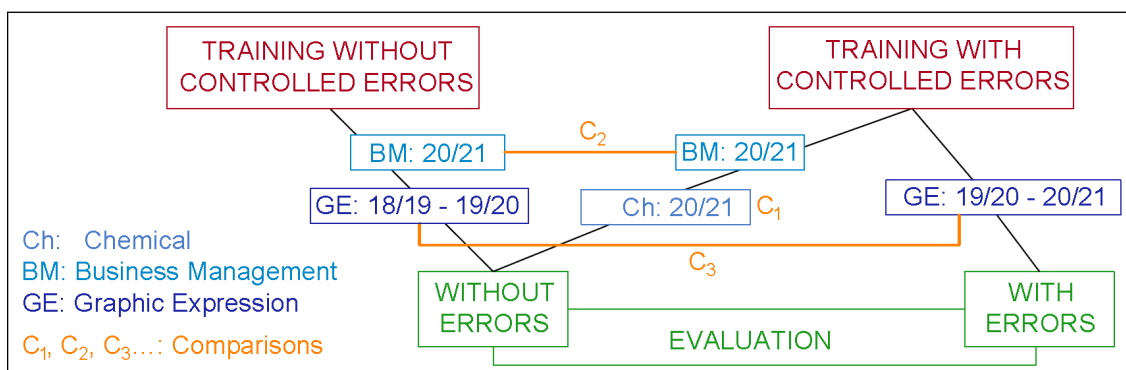 TRAINING WITHOUT
CONTROLLED ERRORS
TRAINING WITH
CONTROLLED ERRORS
C2
BM: 20/21
BM: 20/21
GE: 18/19 - 19/20
Ch: 20/21
C1
GE: 19/20 - 20/21
Ch: Chemical
BM: Business Management
GE: Graphic Expression
C3
WITHOUT
ERRORS
WITH
ERRORS
EVALUATION
C1, C2, C3...: Comparisons